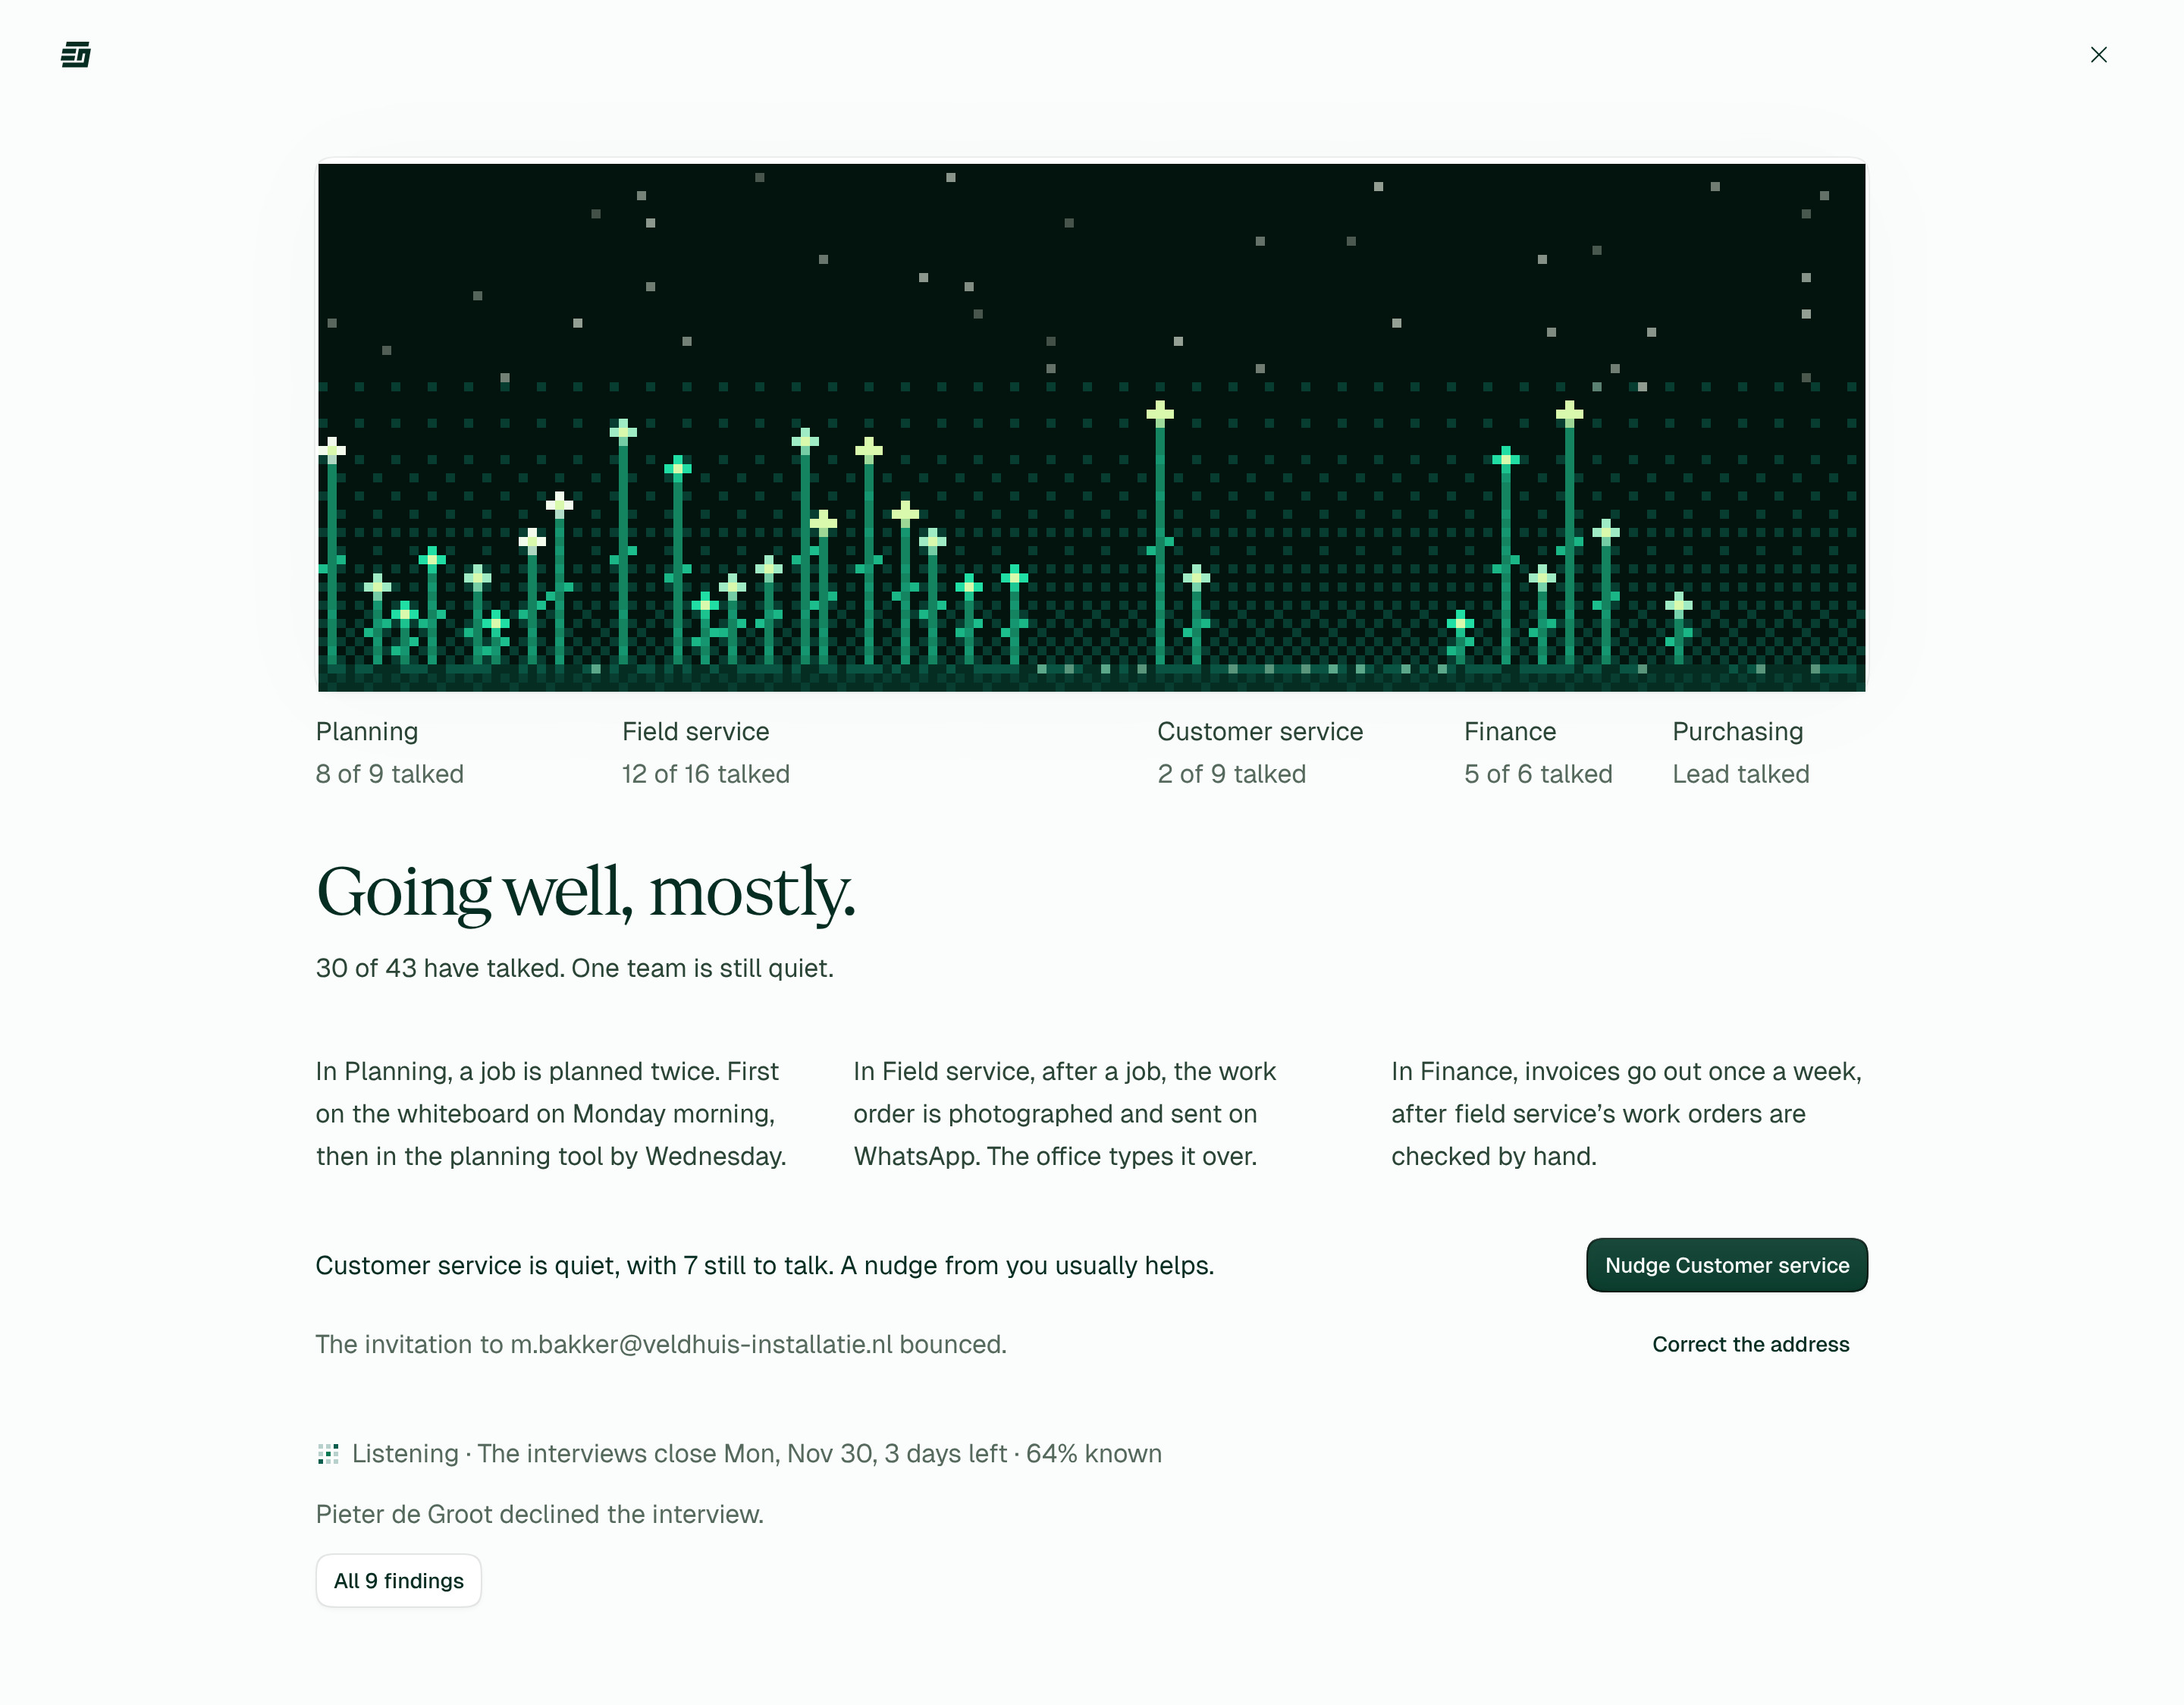 Planning
8 of 9 talked
Field service
12 of 16 talked
Customer service
2 of 9 talked
Finance
5 of 6 talked
Purchasing
Lead talked
Going well, mostly.
30 of 43 have talked. One team is still quiet.
In Planning, a job is planned twice. First
on the whiteboard on Monday morning,
then in the planning tool by Wednesday.
In Field service, after a job, the work
order is photographed and sent on
WhatsApp. The office types it over.
In Finance, invoices go out once a week,
after field service’s work orders are
checked by hand.
Customer service is quiet, with 7 still to talk. A nudge from you usually helps.
Nudge Customer service
The invitation to m.bakker@veldhuis-installatie.nl bounced.
Correct the address
Listening · The interviews close Mon, Nov 30, 3 days left · 64% known
Pieter de Groot declined the interview.
All 9 findings